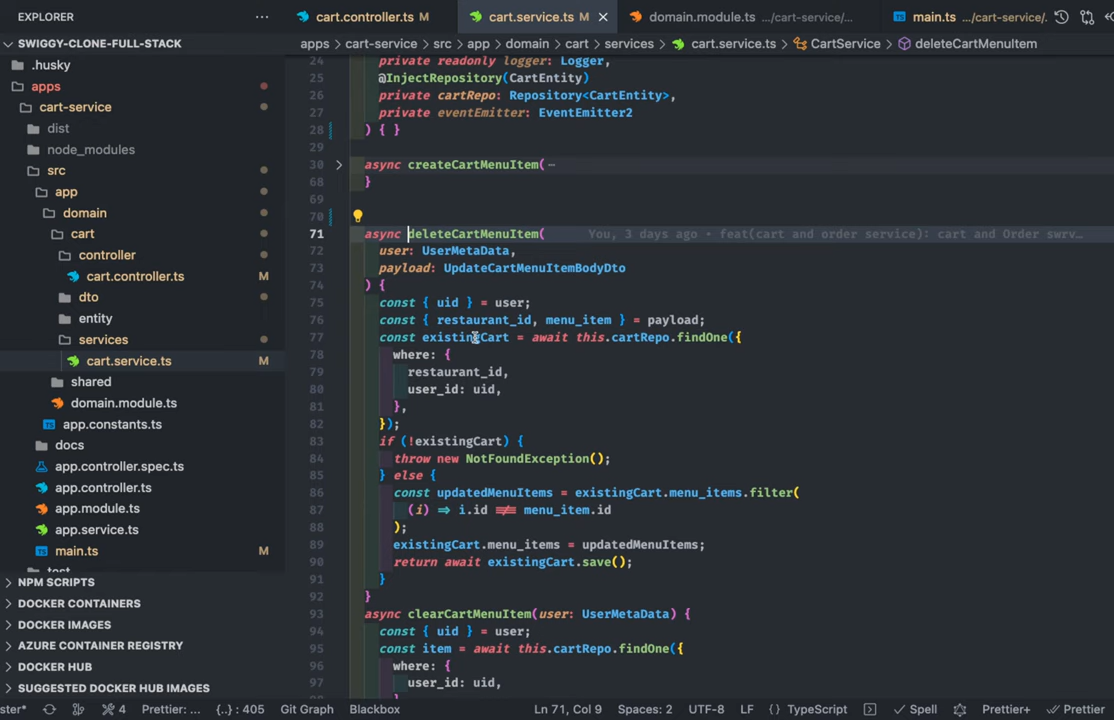 EXPLORER ···
SWIGGY-CLONE-FULL-STACK
.husky
apps
cart-service
dist
node_modules
src
app
domain
cart
controller
cart.controller.ts M
dto
entity
services
cart.service.ts M
shared
domain.module.ts
app.constants.ts
docs
app.controller.spec.ts
app.controller.ts
app.module.ts
app.service.ts
main.ts M
NPM SCRIPTS
DOCKER CONTAINERS
DOCKER IMAGES
AZURE CONTAINER REGISTRY
DOCKER HUB
SUGGESTED DOCKER HUB IMAGES
cart.controller.ts M cart.service.ts M domain.module.ts .../cart-service/... main.ts .../cart-service/.
apps > cart-service > src > app > domain > cart > services > cart.service.ts > CartService > deleteCartMenuItem
24 private readonly logger: Logger,
25 @InjectRepository(CartEntity)
26 private cartRepo: Repository<CartEntity>,
27 private eventEmitter: EventEmitter2
28 ) { }
29
30 async createCartMenuItem(⋯
68 }
69
70
71 async deleteCartMenuItem( You, 3 days ago • feat(cart and order service): cart and Order swrv…
72 user: UserMetaData,
73 payload: UpdateCartMenuItemBodyDto
74 ) {
75 const { uid } = user;
76 const { restaurant_id, menu_item } = payload;
77 const existingCart = await this.cartRepo.findOne({
78 where: {
79 restaurant_id,
80 user_id: uid,
81 },
82 });
83 if (!existingCart) {
84 throw new NotFoundException();
85 } else {
86 const updatedMenuItems = existingCart.menu_items.filter(
87 (i) => i.id !== menu_item.id
88 );
89 existingCart.menu_items = updatedMenuItems;
90 return await existingCart.save();
91 }
92 }
93 async clearCartMenuItem(user: UserMetaData) {
94 const { uid } = user;
95 const item = await this.cartRepo.findOne({
96 where: {
97 user_id: uid,
ster* 4 Prettier: ... {..} : 405 Git Graph Blackbox Ln 71, Col 9 Spaces: 2 UTF-8 LF {} TypeScript Spell Prettier+ Prettier